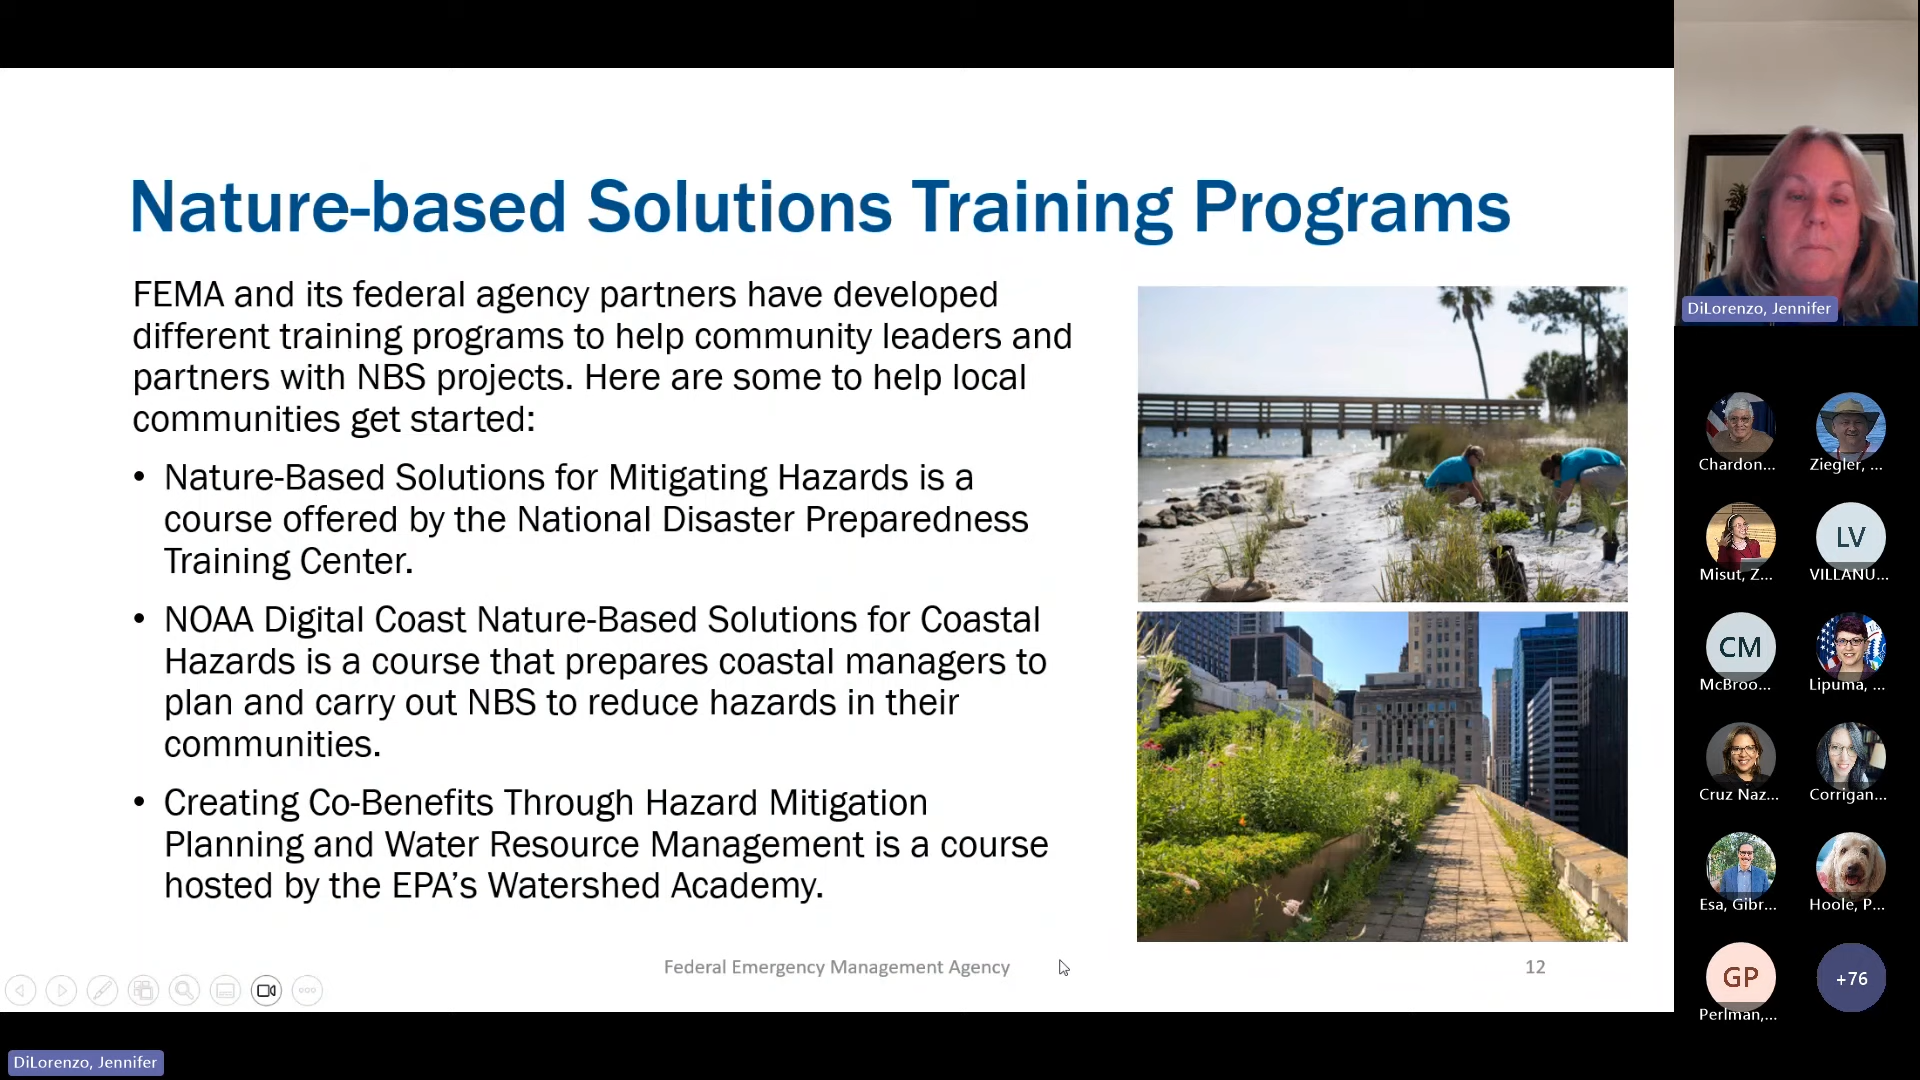 Nature-based Solutions Training Programs
FEMA and its federal agency partners have developed
different training programs to help community leaders and
partners with NBS projects. Here are some to help local
communities get started:
• Nature-Based Solutions for Mitigating Hazards is a
course offered by the National Disaster Preparedness
Training Center.
• NOAA Digital Coast Nature-Based Solutions for Coastal
Hazards is a course that prepares coastal managers to
plan and carry out NBS to reduce hazards in their
communities.
• Creating Co-Benefits Through Hazard Mitigation
Planning and Water Resource Management is a course
hosted by the EPA’s Watershed Academy.
Federal Emergency Management Agency
12
DiLorenzo, Jennifer
DiLorenzo, Jennifer
Chardon...
Ziegler, ...
Misut, Z...
LV
VILLANU...
CM
McBroo...
Lipuma, ...
Cruz Naz...
Corrigan...
Esa, Gibr...
Hoole, P...
GP
Perlman,...
+76